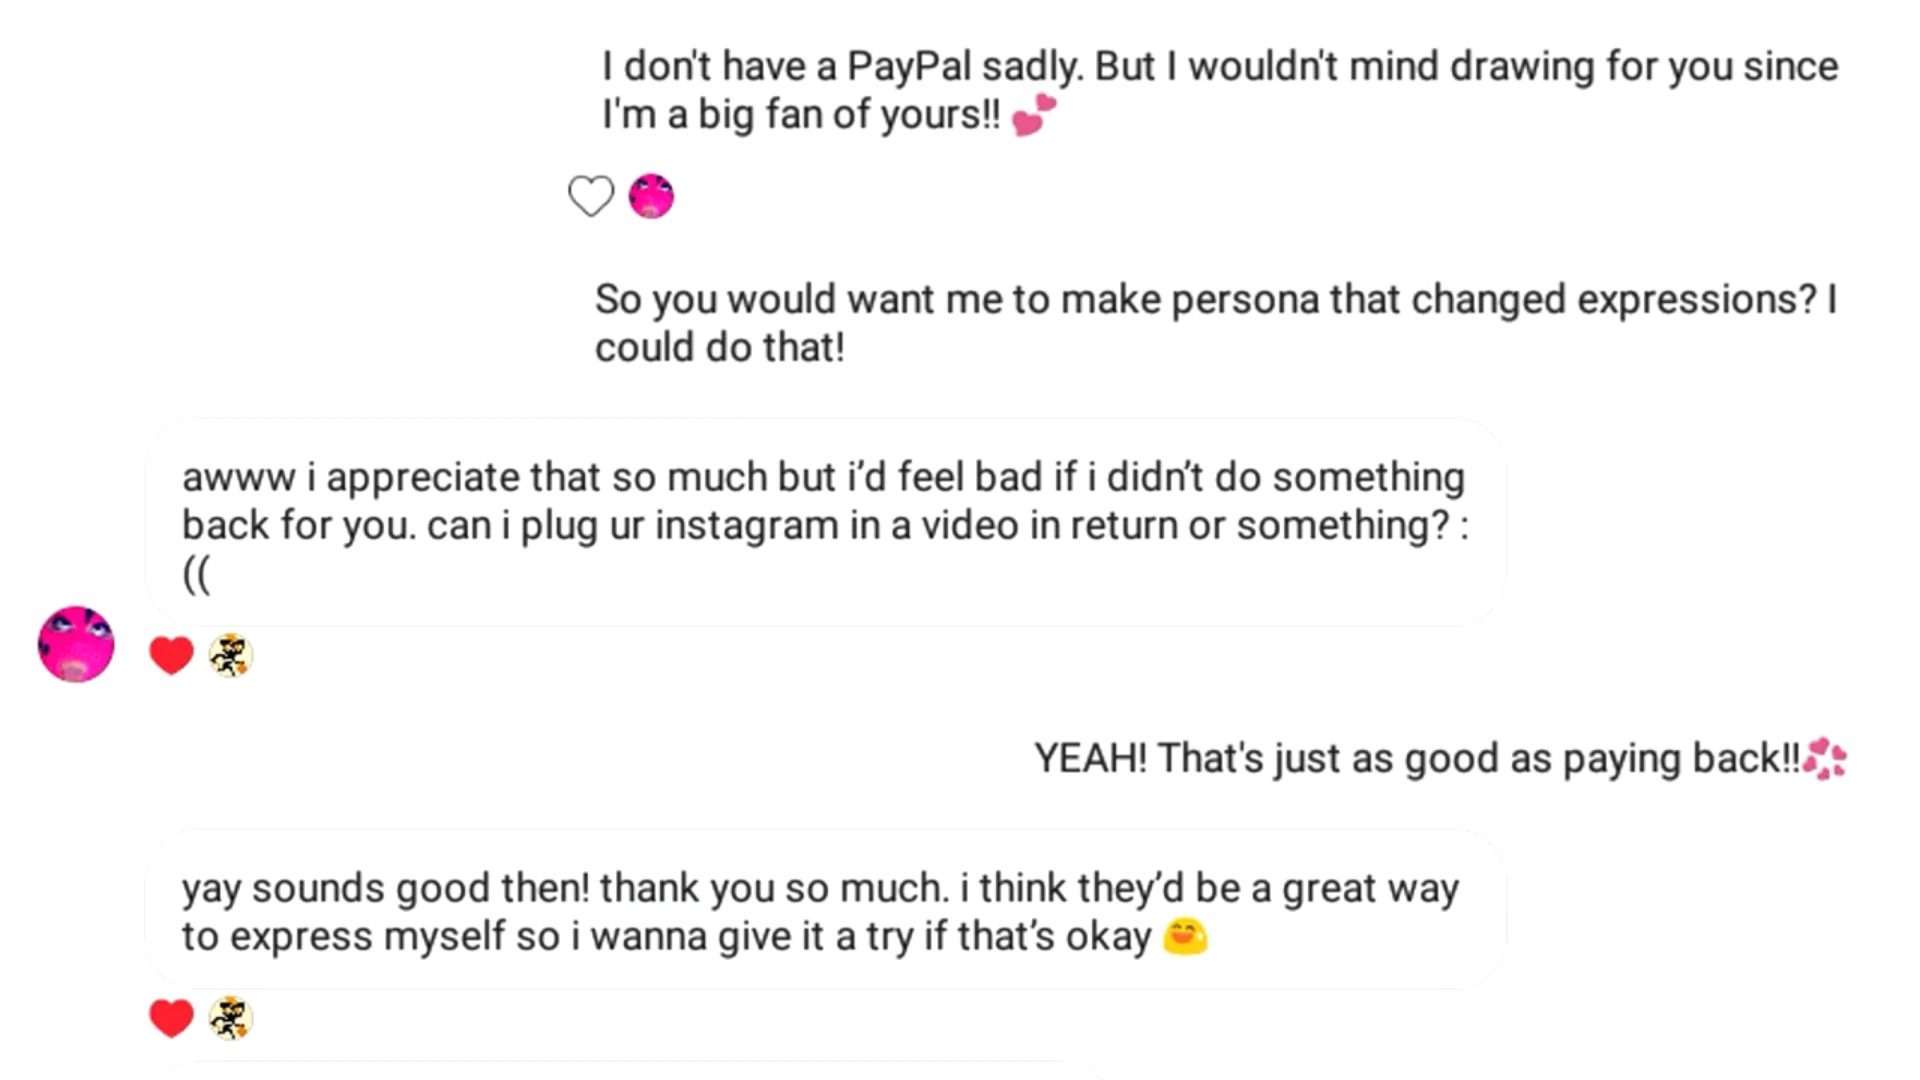 I don't have a PayPal sadly. But I wouldn't mind drawing for you since
I'm a big fan of yours!! 💕
So you would want me to make persona that changed expressions? I
could do that!
awww i appreciate that so much but i’d feel bad if i didn’t do something
back for you. can i plug ur instagram in a video in return or something? :
((
YEAH! That's just as good as paying back!!💞
yay sounds good then! thank you so much. i think they’d be a great way
to express myself so i wanna give it a try if that’s okay 😄